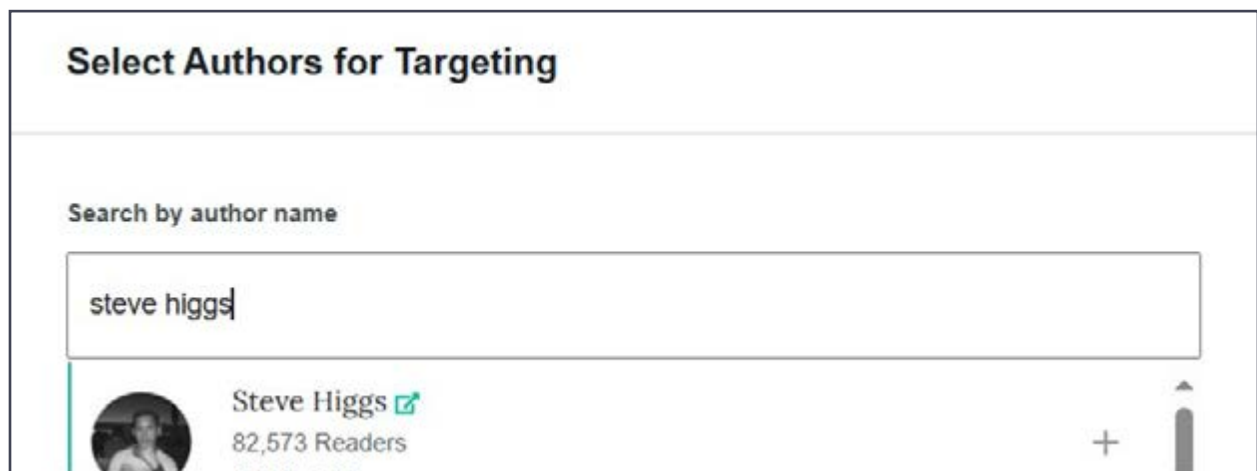 Select Authors for Targeting
Search by author name
steve higgs
Steve Higgs
82,573 Readers